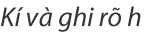 Kí và ghi rõ h